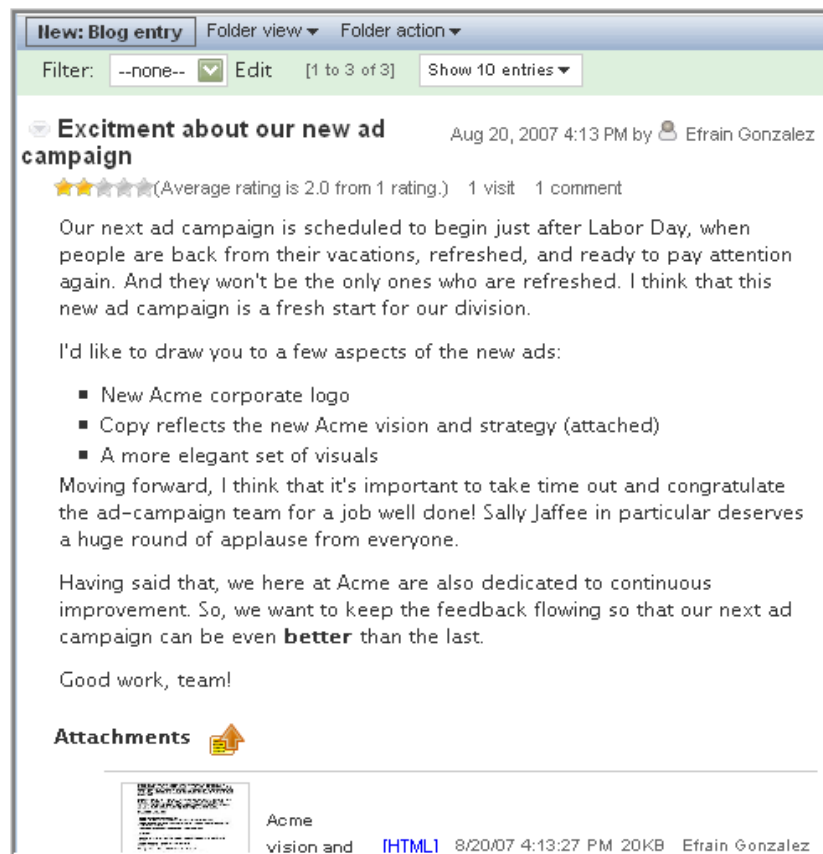 New: Blog entry Folder view Folder action
Filter: --none-- Edit [1 to 3 of 3] Show 10 entries
Excitment about our new ad campaign Aug 20, 2007 4:13 PM by Efrain Gonzalez
(Average rating is 2.0 from 1 rating.) 1 visit 1 comment
Our next ad campaign is scheduled to begin just after Labor Day, when
people are back from their vacations, refreshed, and ready to pay attention
again. And they won't be the only ones who are refreshed. I think that this
new ad campaign is a fresh start for our division.
I'd like to draw you to a few aspects of the new ads:
New Acme corporate logo
Copy reflects the new Acme vision and strategy (attached)
A more elegant set of visuals
Moving forward, I think that it's important to take time out and congratulate
the ad-campaign team for a job well done! Sally Jaffee in particular deserves
a huge round of applause from everyone.
Having said that, we here at Acme are also dedicated to continuous
improvement. So, we want to keep the feedback flowing so that our next ad
campaign can be even better than the last.
Good work, team!
Attachments
Acme
vision and [HTML] 8/20/07 4:13:27 PM 20KB Efrain Gonzalez